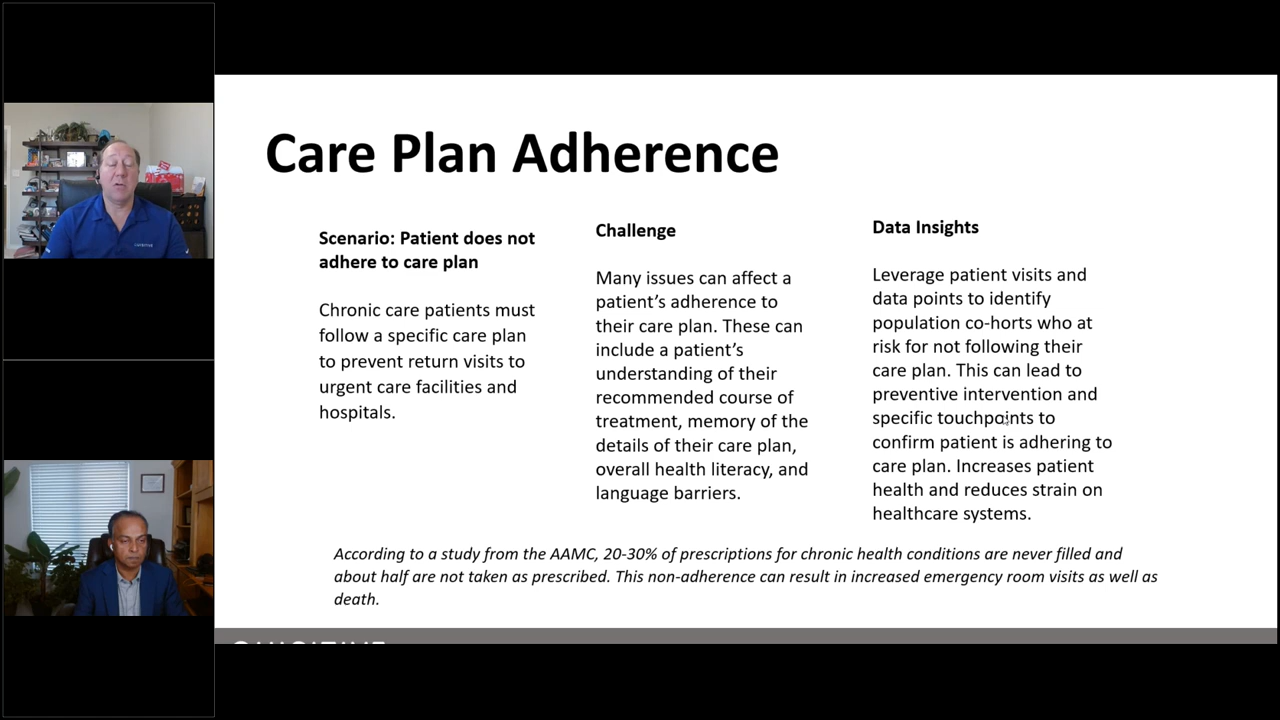 Care Plan Adherence
Scenario: Patient does not
adhere to care plan
Chronic care patients must
follow a specific care plan
to prevent return visits to
urgent care facilities and
hospitals.
Challenge
Many issues can affect a
patient’s adherence to
their care plan. These can
include a patient’s
understanding of their
recommended course of
treatment, memory of the
details of their care plan,
overall health literacy, and
language barriers.
Data Insights
Leverage patient visits and
data points to identify
population co-horts who at
risk for not following their
care plan. This can lead to
preventive intervention and
specific touchpoints to
confirm patient is adhering to
care plan. Increases patient
health and reduces strain on
healthcare systems.
According to a study from the AAMC, 20-30% of prescriptions for chronic health conditions are never filled and
about half are not taken as prescribed. This non-adherence can result in increased emergency room visits as well as
death.